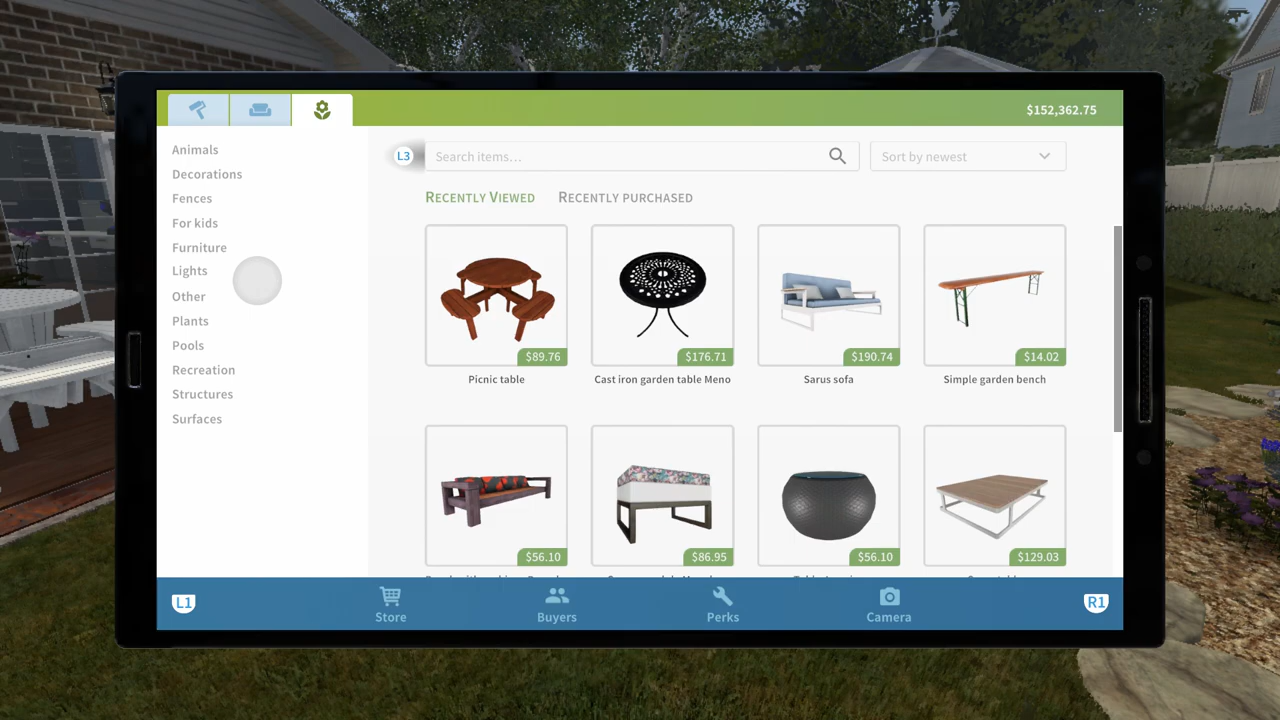 $152,362.75
Animals
Decorations
Fences
For kids
Furniture
Lights
Other
Plants
Pools
Recreation
Structures
Surfaces
L3
Search items...
Sort by newest
RECENTLY VIEWED
RECENTLY PURCHASED
$89.76
$176.71
$190.74
$14.02
Picnic table
Cast iron garden table Meno
Sarus sofa
Simple garden bench
$56.10
$86.95
$56.10
$129.03
L1
Store
Buyers
Perks
Camera
R1